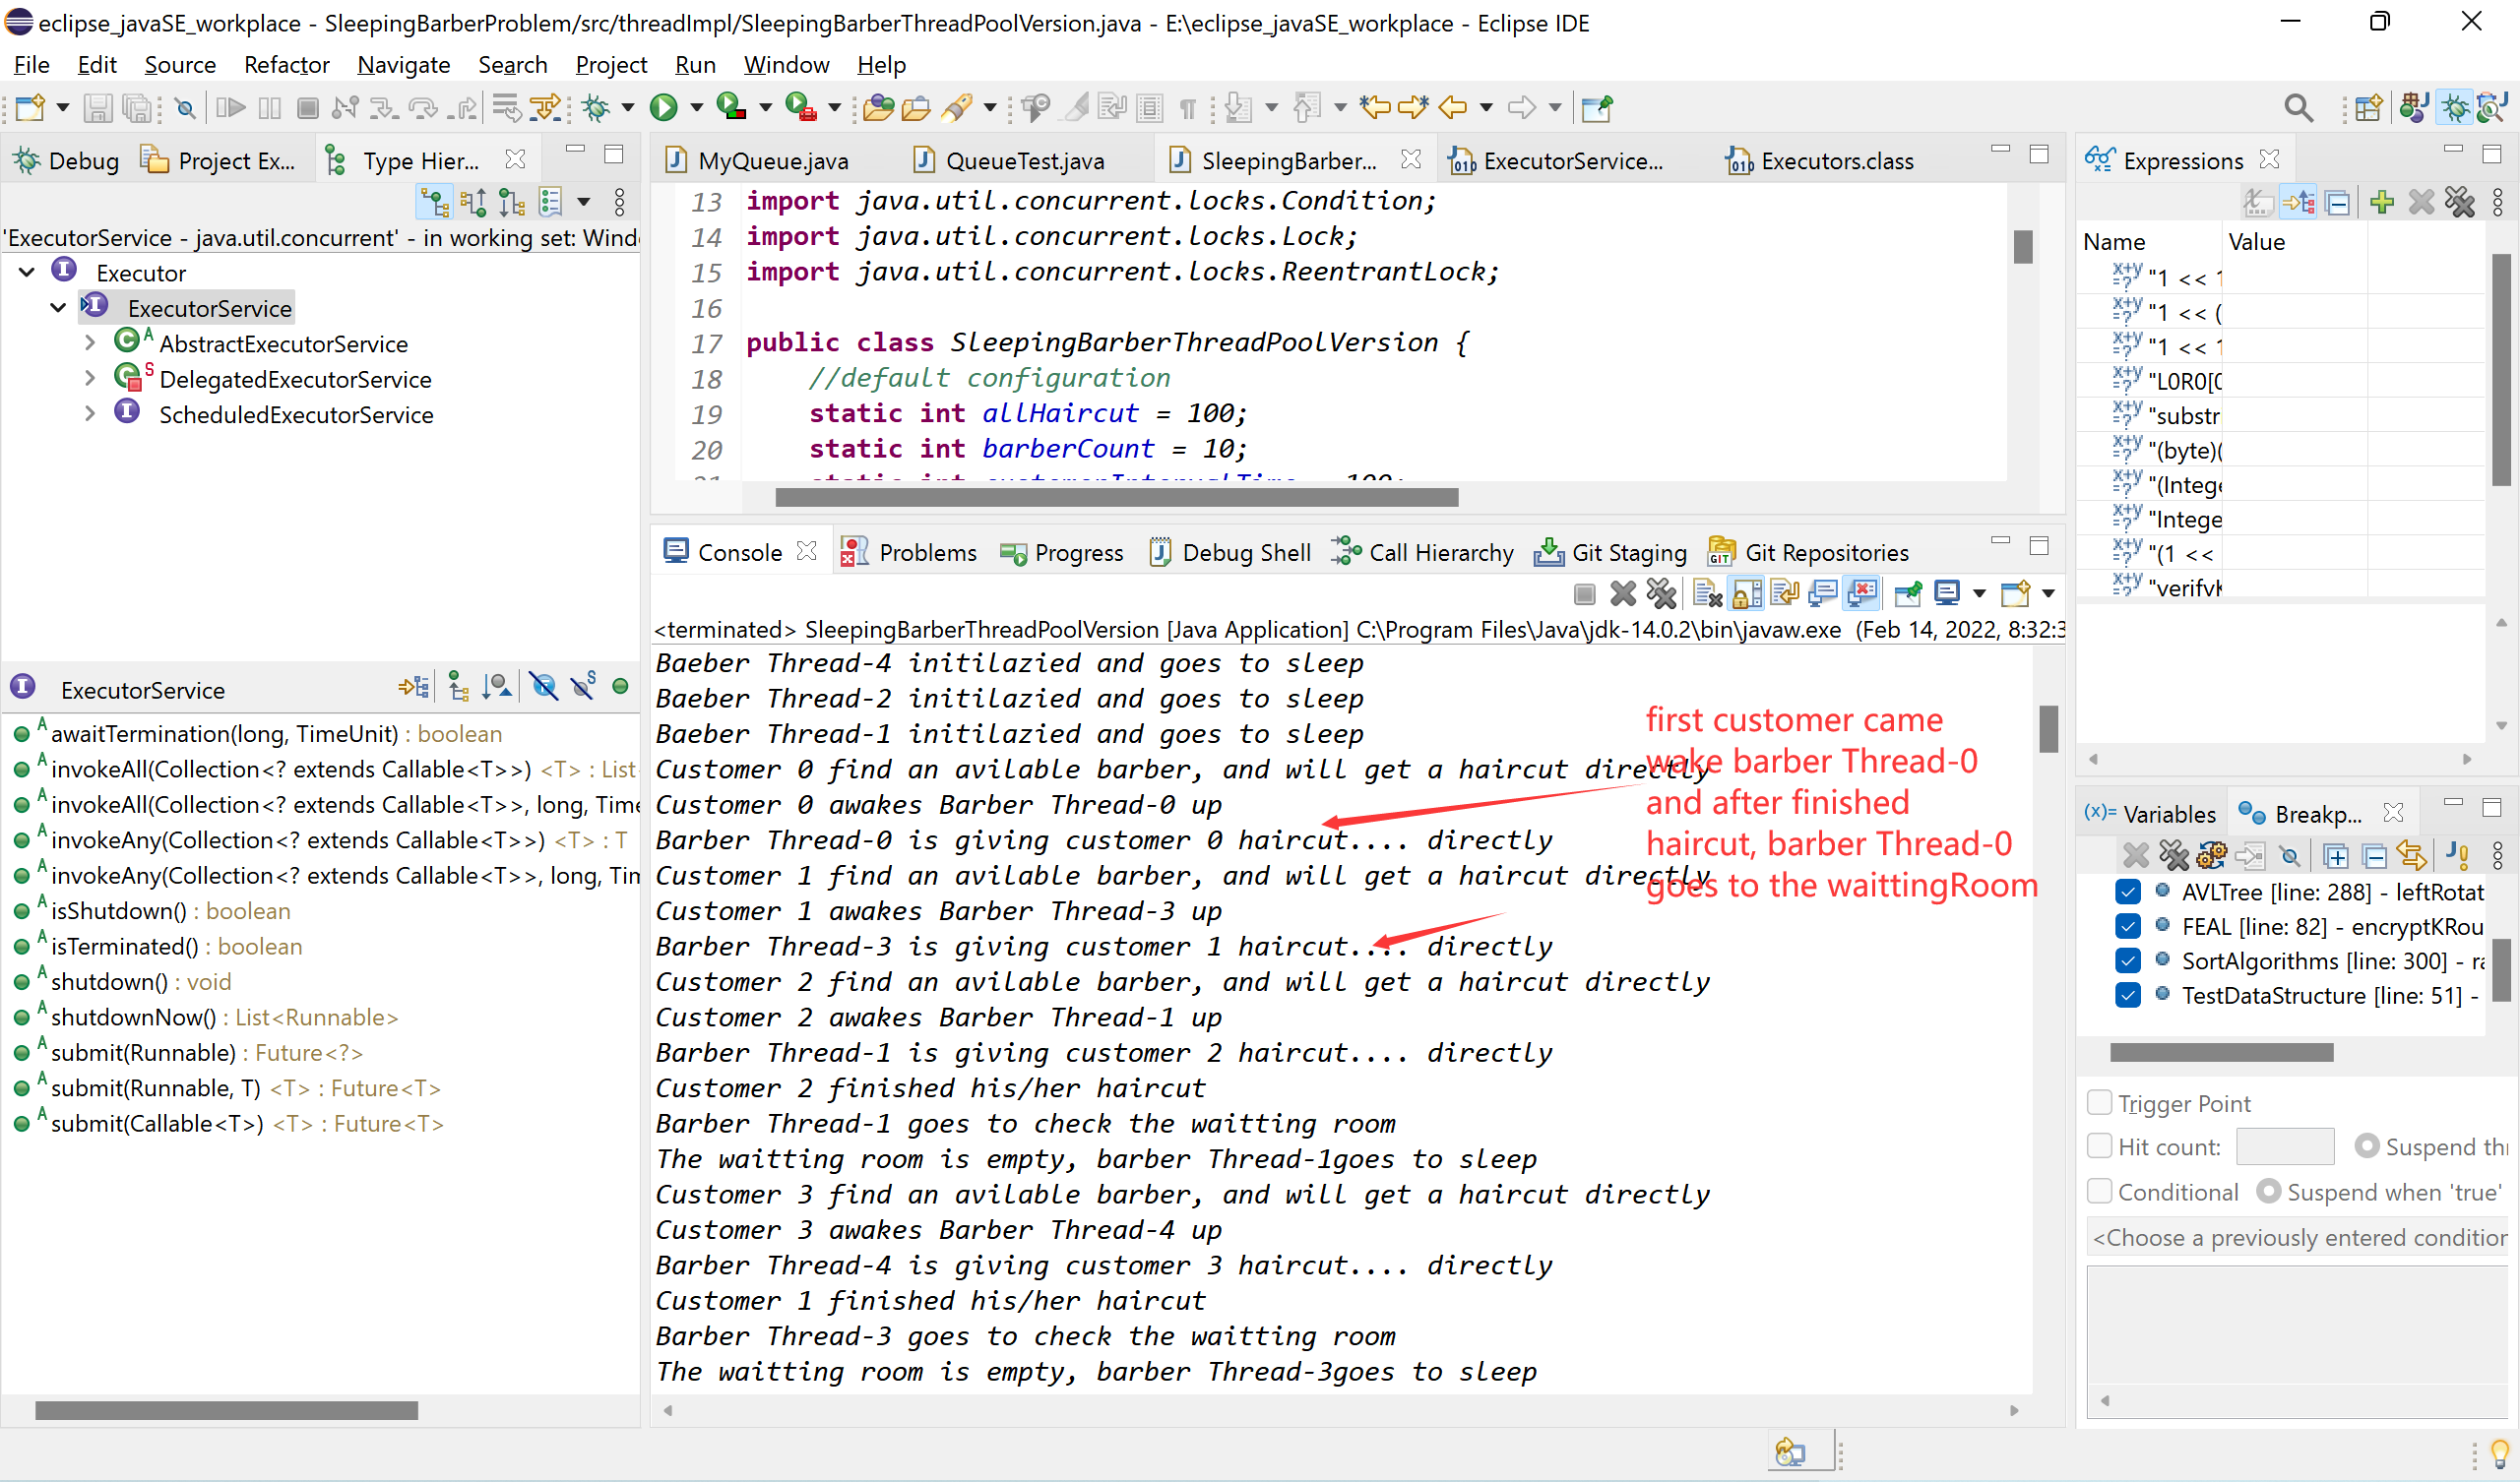 eclipse_javaSE_workplace - SleepingBarberProblem/src/threadImpl/SleepingBarberThreadPoolVersion.java - E:\eclipse_javaSE_workplace - Eclipse IDE
File Edit Source Refactor Navigate Search Project Run Window Help
Debug Project Ex... Type Hier...
'ExecutorService - java.util.concurrent' - in working set: Wind
Executor
ExecutorService
AbstractExecutorService
DelegatedExecutorService
ScheduledExecutorService
ExecutorService
awaitTermination(long, TimeUnit) : boolean
invokeAll(Collection<? extends Callable<T>>) <T> : List
invokeAll(Collection<? extends Callable<T>>, long, Time
invokeAny(Collection<? extends Callable<T>>) <T> : T
invokeAny(Collection<? extends Callable<T>>, long, Tim
isShutdown() : boolean
isTerminated() : boolean
shutdown() : void
shutdownNow() : List<Runnable>
submit(Runnable) : Future<?>
submit(Runnable, T) <T> : Future<T>
submit(Callable<T>) <T> : Future<T>
MyQueue.java QueueTest.java SleepingBarber... ExecutorService... Executors.class
13 import java.util.concurrent.locks.Condition;
14 import java.util.concurrent.locks.Lock;
15 import java.util.concurrent.locks.ReentrantLock;
16
17 public class SleepingBarberThreadPoolVersion {
18 //default configuration
19 static int allHaircut = 100;
20 static int barberCount = 10;
21 static int customerIntervalTime = 100;
Console Problems Progress Debug Shell Call Hierarchy Git Staging Git Repositories
<terminated> SleepingBarberThreadPoolVersion [Java Application] C:\Program Files\Java\jdk-14.0.2\bin\javaw.exe (Feb 14, 2022, 8:32:3
Baeber Thread-4 initilazied and goes to sleep
Baeber Thread-2 initilazied and goes to sleep
Baeber Thread-1 initilazied and goes to sleep
Customer 0 find an avilable barber, and will get a haircut directly
Customer 0 awakes Barber Thread-0 up
Barber Thread-0 is giving customer 0 haircut.... directly
Customer 1 find an avilable barber, and will get a haircut directly
Customer 1 awakes Barber Thread-3 up
Barber Thread-3 is giving customer 1 haircut.... directly
Customer 2 find an avilable barber, and will get a haircut directly
Customer 2 awakes Barber Thread-1 up
Barber Thread-1 is giving customer 2 haircut.... directly
Customer 2 finished his/her haircut
Barber Thread-1 goes to check the waitting room
The waitting room is empty, barber Thread-1goes to sleep
Customer 3 find an avilable barber, and will get a haircut directly
Customer 3 awakes Barber Thread-4 up
Barber Thread-4 is giving customer 3 haircut.... directly
Customer 1 finished his/her haircut
Barber Thread-3 goes to check the waitting room
The waitting room is empty, barber Thread-3goes to sleep
first customer came
wake barber Thread-0
and after finished
haircut, barber Thread-0
goes to the waittingRoom
Expressions
Name Value
"1 << 1
"1 << (
"1 << 1
"L0R0[0
"substr
"(byte)(
"(Intege
"Intege
"(1 <<
"verifyK
Variables Breakp...
AVLTree [line: 288] - leftRotat
FEAL [line: 82] - encryptKRou
SortAlgorithms [line: 300] - ra
TestDataStructure [line: 51] -
Trigger Point
Hit count: Suspend thr
Conditional Suspend when 'true'
<Choose a previously entered condition